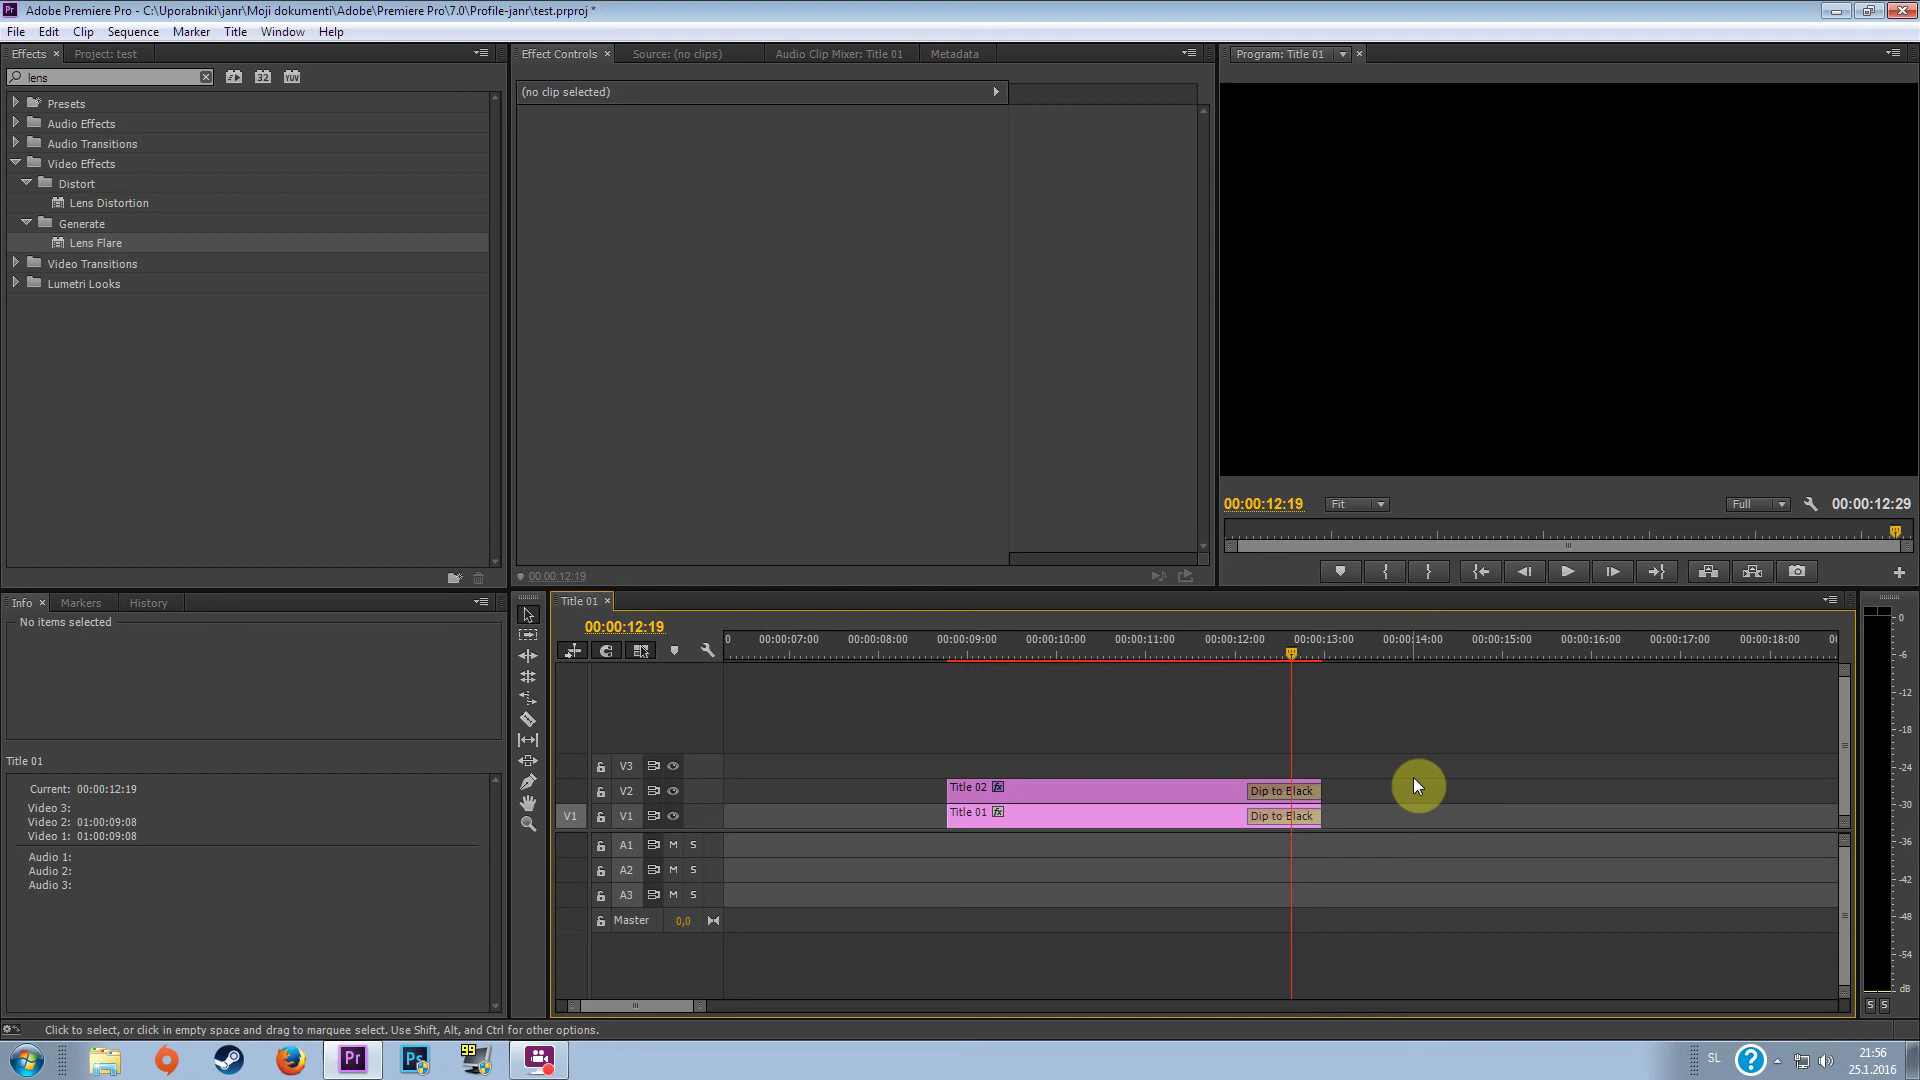 Adobe Premiere Pro - C:\Uporabniki\janr\Moji dokumenti\Adobe\Premiere Pro\7.0\Profile-janr\test.prproj *
File Edit Clip Sequence Marker Title Window Help
Effects × Project: test
Effect Controls × Source: (no clips) Audio Clip Mixer: Title 01 Metadata
Program: Title 01 ×
lens
32 YUV
(no clip selected)
Presets
Audio Effects
Audio Transitions
Video Effects
Distort
Lens Distortion
Generate
Lens Flare
Video Transitions
Lumetri Looks
00:00:12:19 Fit Full 00:00:12:29
00:00:12:19
Info × Markers History
No items selected
Title 01 ×
00:00:12:19
0 00:00:07:00 00:00:08:00 00:00:09:00 00:00:10:00 00:00:11:00 00:00:12:00 00:00:13:00 00:00:14:00 00:00:15:00 00:00:16:00 00:00:17:00 00:00:18:00
Title 01
Current: 00:00:12:19
Video 3:
Video 2: 01:00:09:08
Video 1: 01:00:09:08
Audio 1:
Audio 2:
Audio 3:
V3
V2 Title 02 fx Dip to Black
V1 V1 Title 01 fx Dip to Black
A1 M S
A2 M S
A3 M S
Master 0,0
0
-6
-12
-18
-24
-30
-36
-42
-48
-54
dB
S S
Click to select, or click in empty space and drag to marquee select. Use Shift, Alt, and Ctrl for other options.
Pr Ps 99 SL ?
21:56
25.1.2016